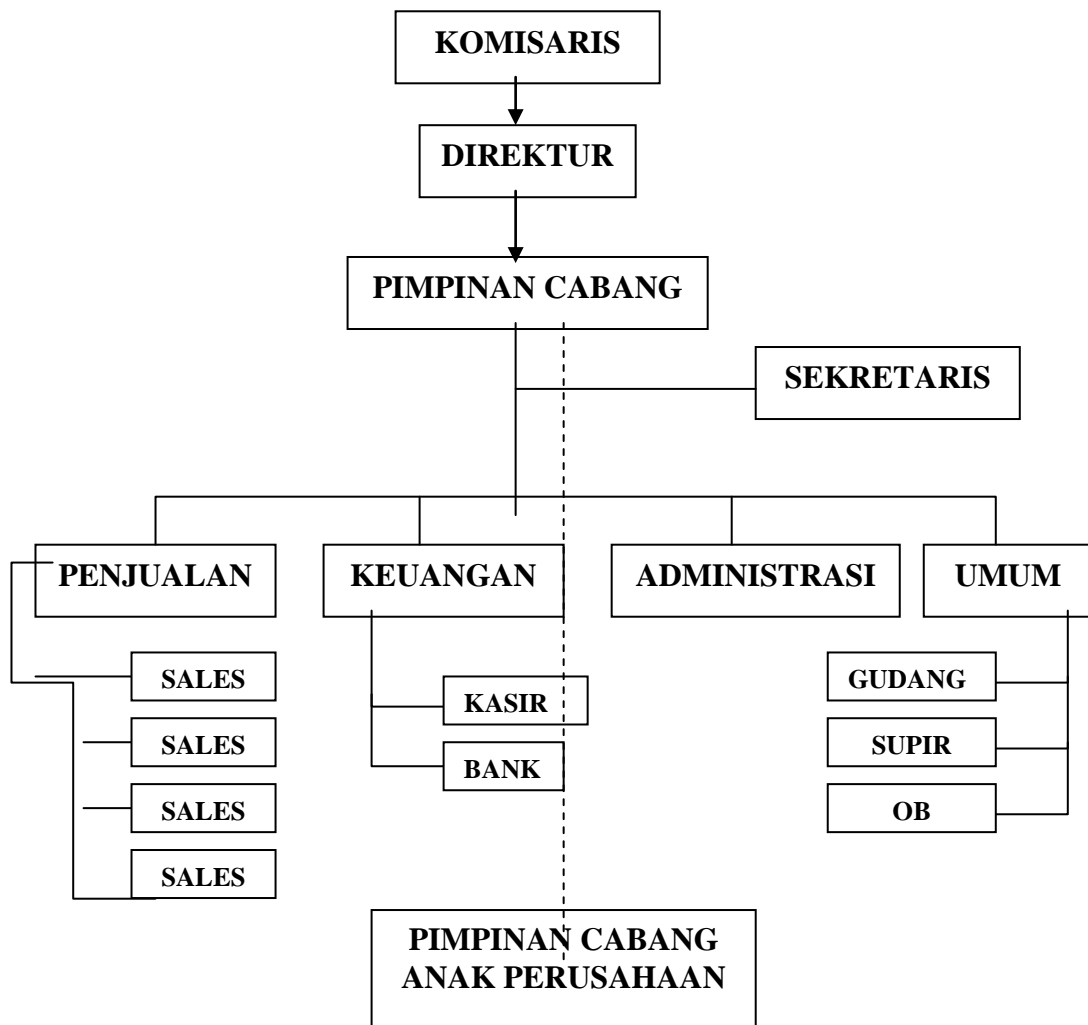 KOMISARIS
DIREKTUR
PIMPINAN CABANG
SEKRETARIS
PENJUALAN
KEUANGAN
ADMINISTRASI
UMUM
SALES
SALES
SALES
SALES
KASIR
BANK
GUDANG
SUPIR
OB
PIMPINAN CABANG
ANAK PERUSAHAAN